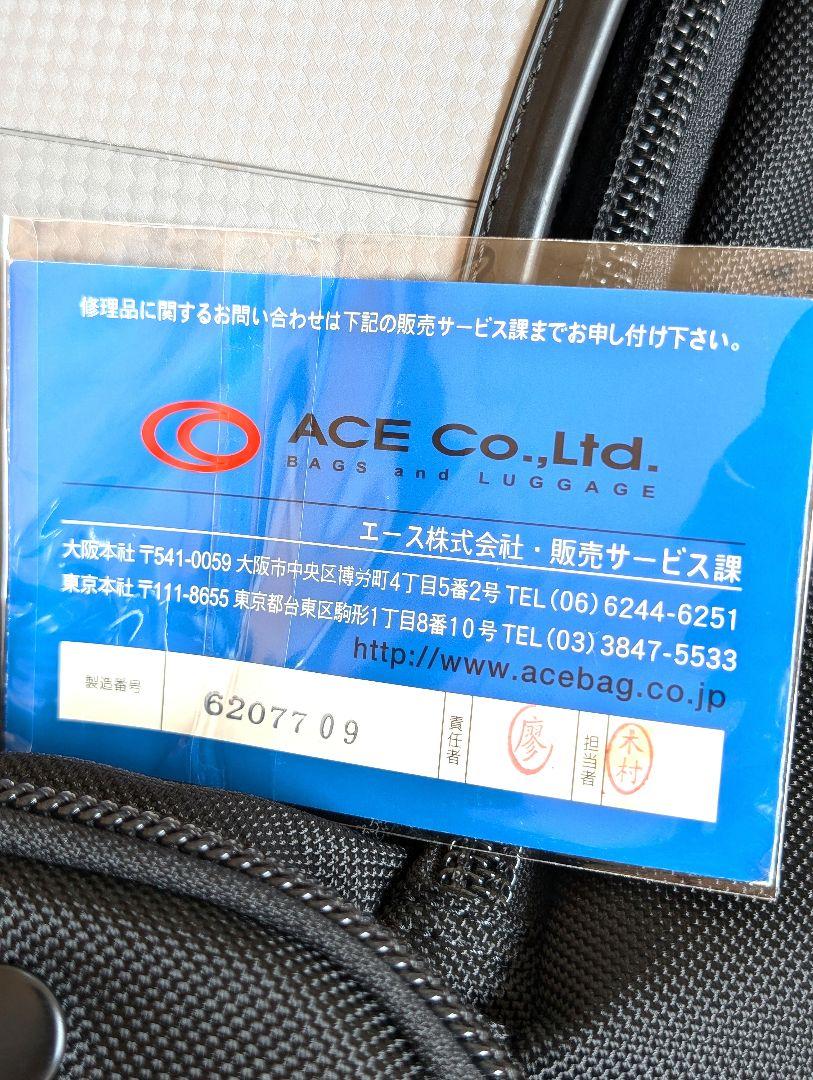 修理品に関するお問い合わせは下記の販売サービス課までお申し付け下さい。
ACE Co.,Ltd.
BAGS and LUGGAGE
エース株式会社・販売サービス課
大阪本社 〒541-0059 大阪市中央区博労町4丁目5番2号 TEL(06)6244-6251
東京本社 〒111-8655 東京都台東区駒形1丁目8番10号 TEL(03)3847-5533
http://www.acebag.co.jp
製造番号 6207709 責任者 廖 担当者 木村